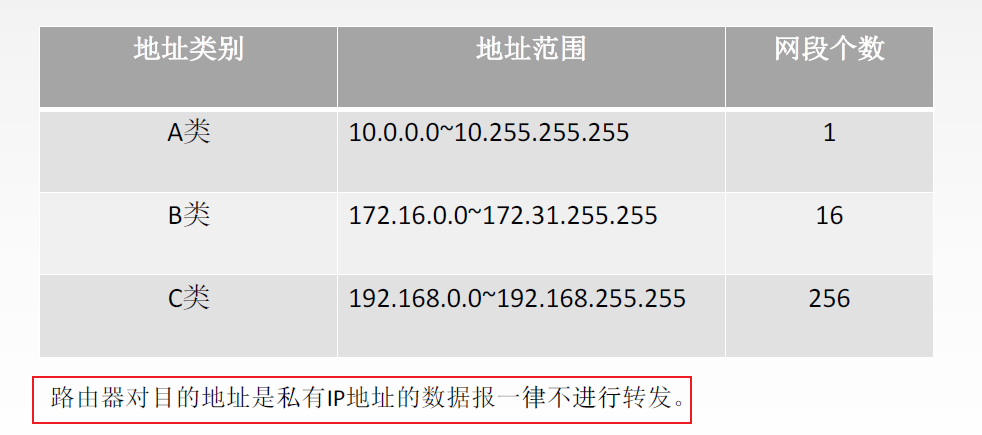 地址类别 地址范围 网段个数
A类 10.0.0.0~10.255.255.255 1
B类 172.16.0.0~172.31.255.255 16
C类 192.168.0.0~192.168.255.255 256
路由器对目的地址是私有IP地址的数据报一律不进行转发。